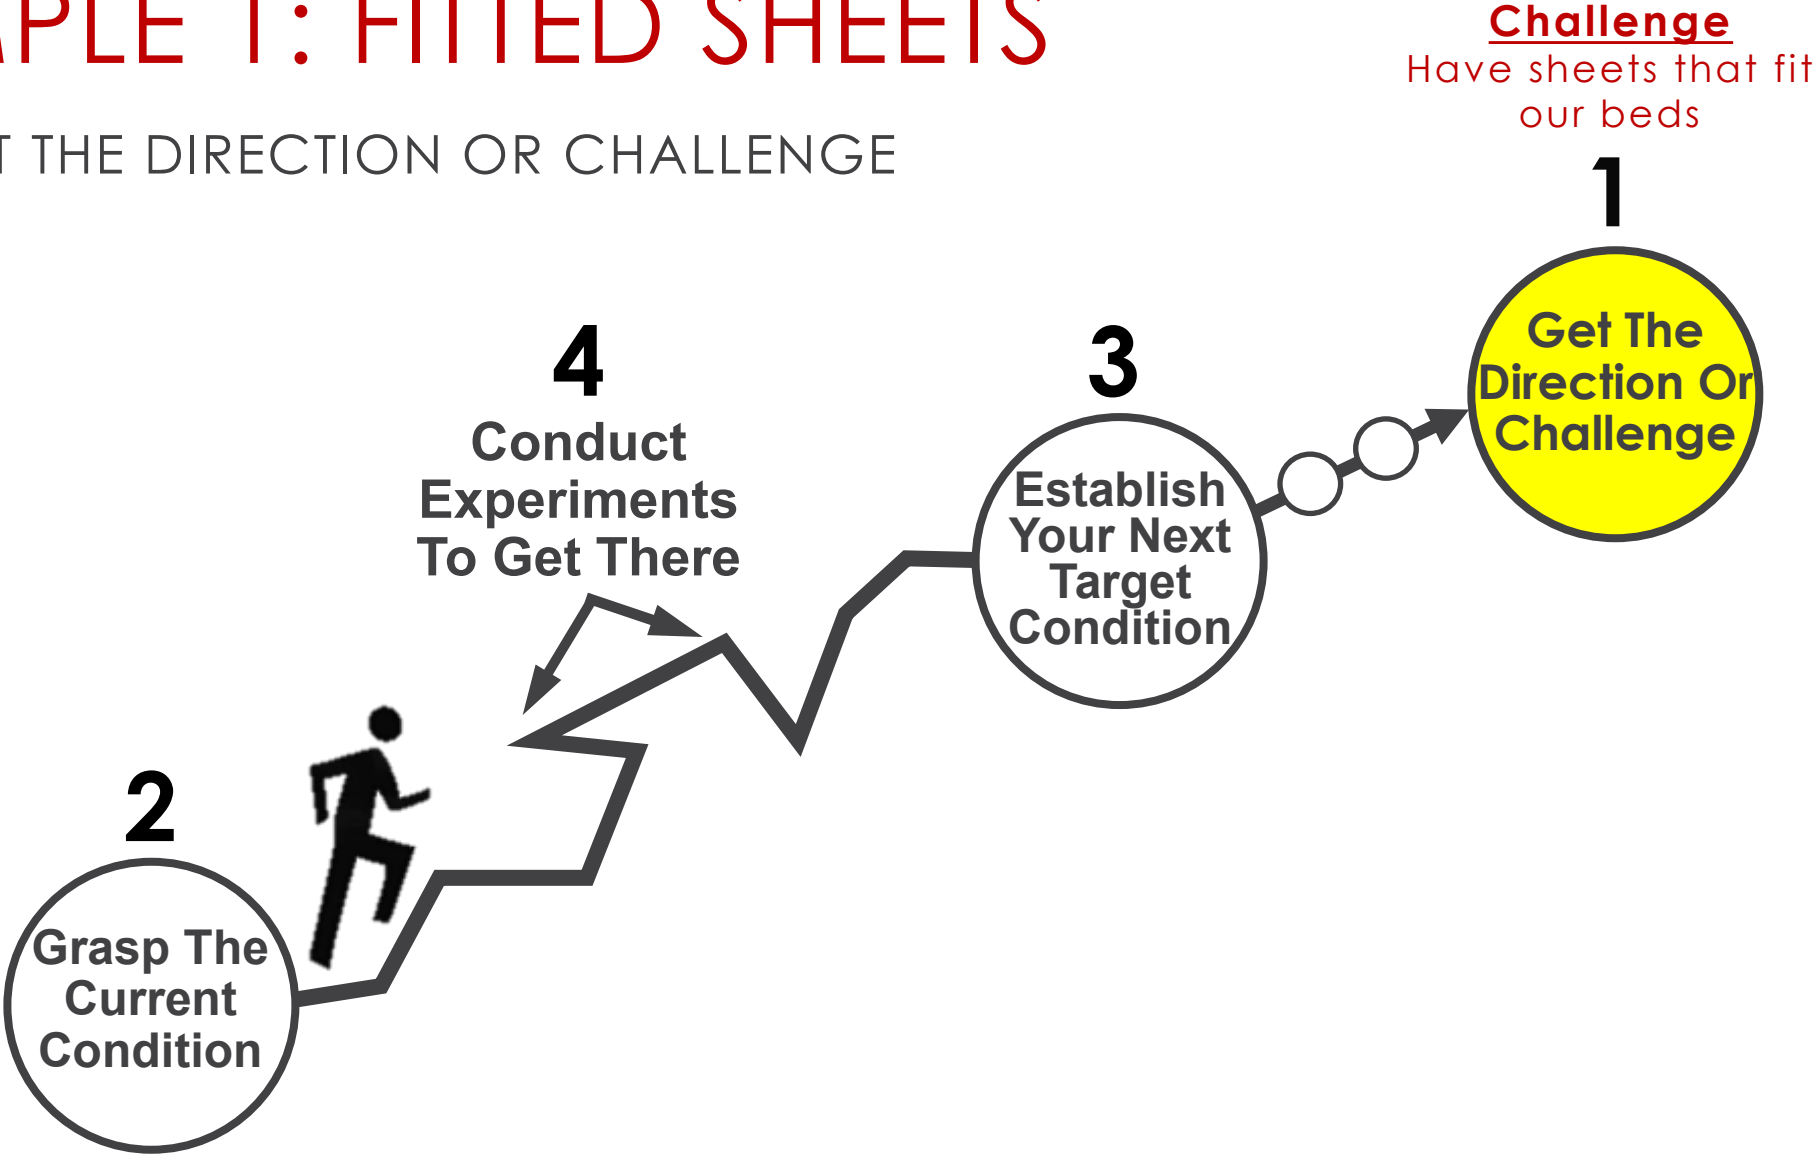 MPLE 1: FITTED SHEETS
T THE DIRECTION OR CHALLENGE
Challenge
Have sheets that fit
our beds
1
Get The
Direction Or
Challenge
4
Conduct
Experiments
To Get There
3
Establish
Your Next
Target
Condition
2
Grasp The
Current
Condition